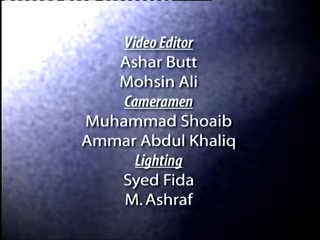 Video Editor
Ashar Butt
Mohsin Ali
Cameramen
Muhammad Shoaib
Ammar Abdul Khaliq
Lighting
Syed Fida
M. Ashraf